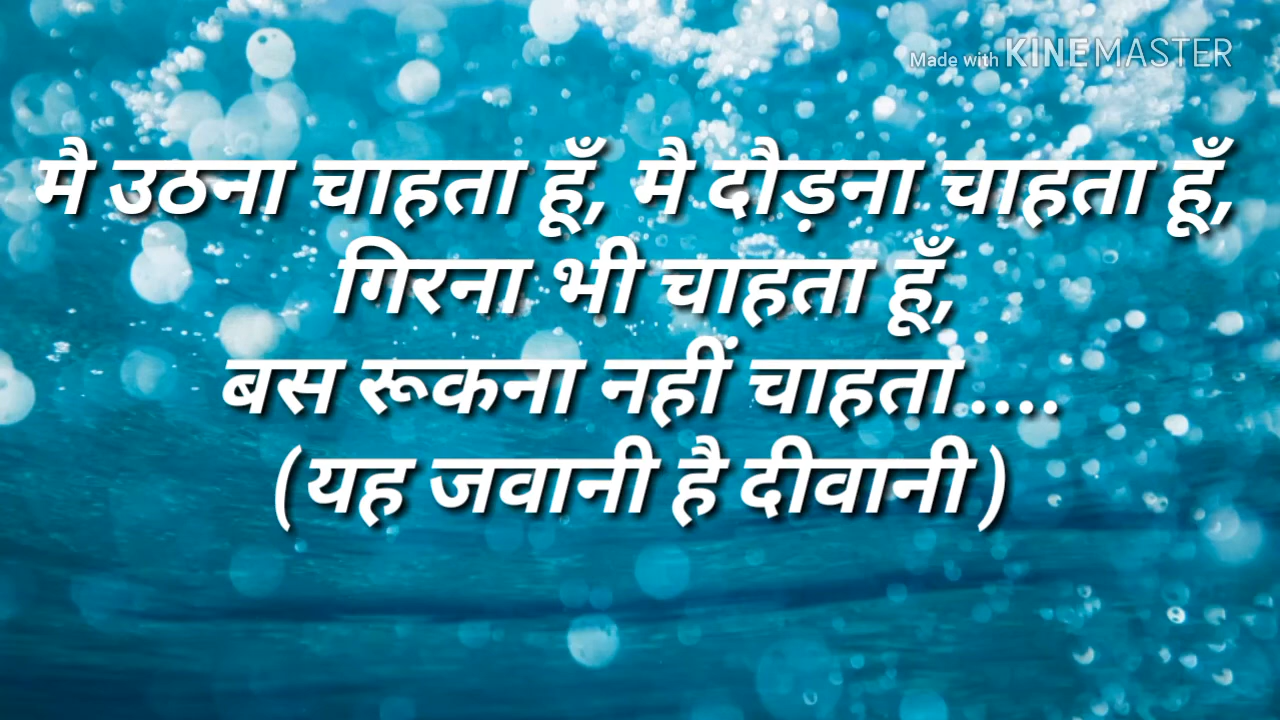 Made with KINEMASTER
मै उठना चाहता हूँ, मै दौड़ना चाहता हूँ,
गिरना भी चाहता हूँ,
बस रूकना नहीं चाहता....
(यह जवानी है दीवानी)